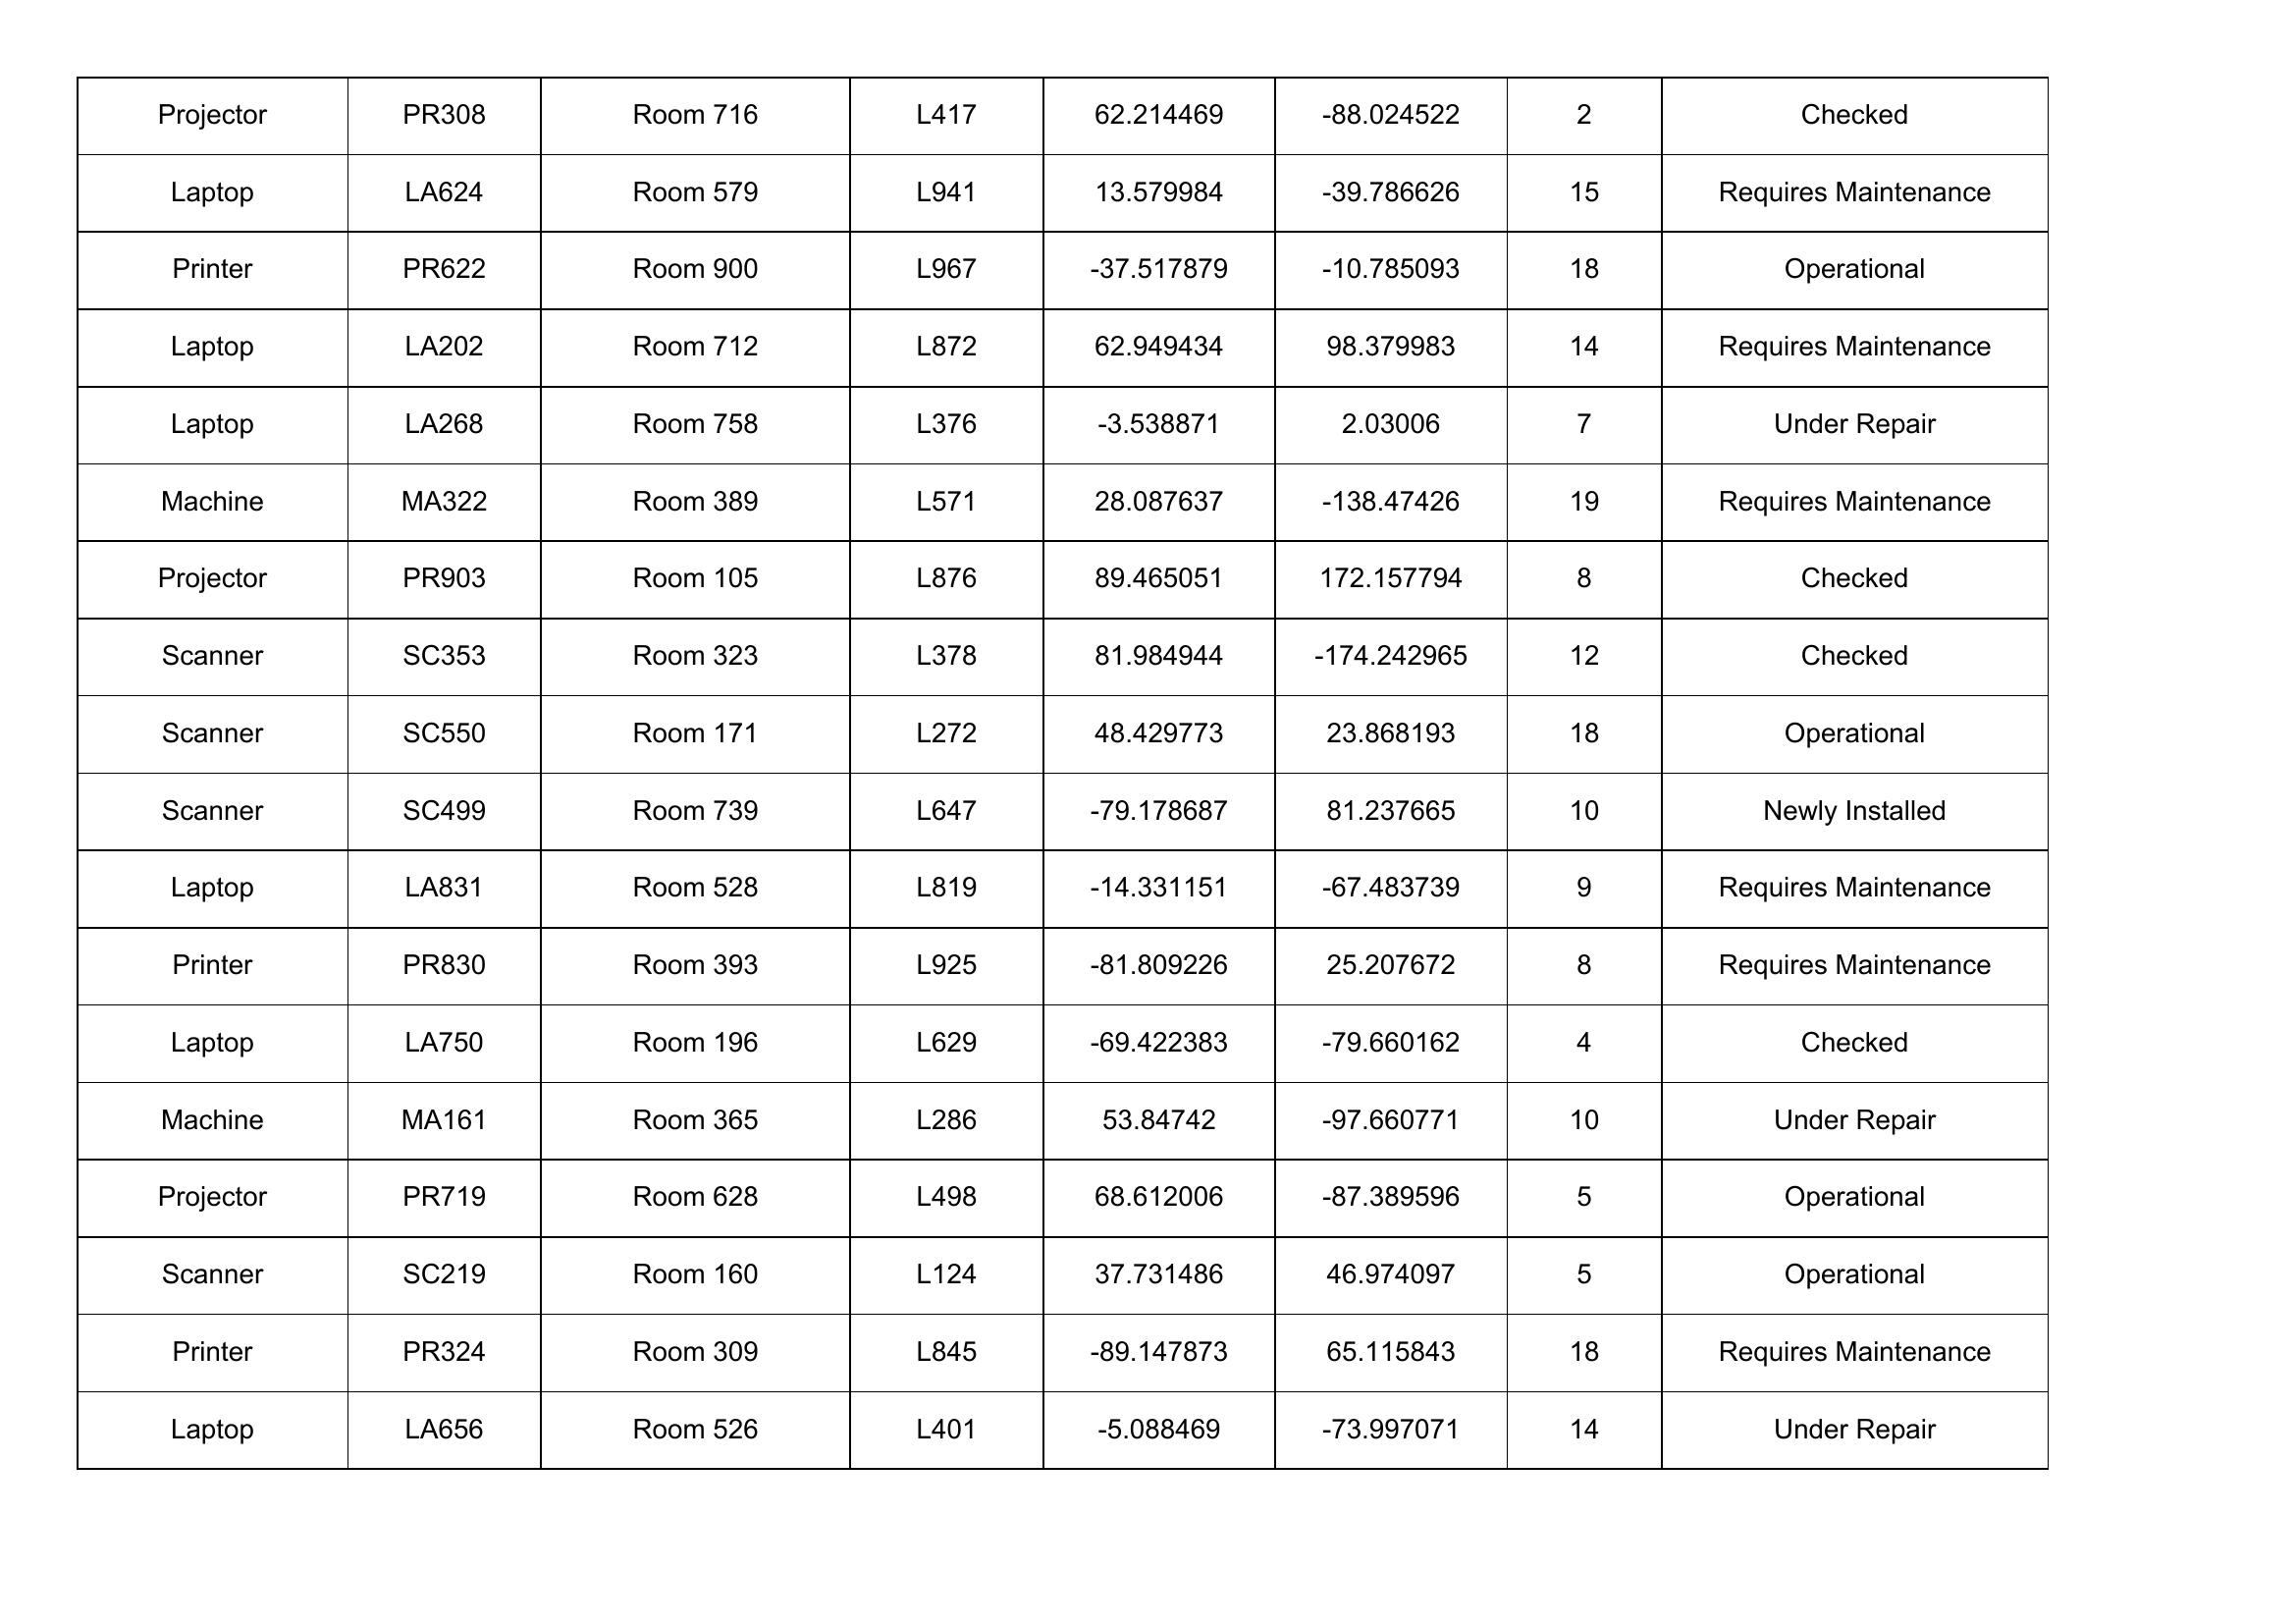 Projector PR308 Room 716 L417 62.214469 -88.024522 2 Checked
Laptop LA624 Room 579 L941 13.579984 -39.786626 15 Requires Maintenance
Printer PR622 Room 900 L967 -37.517879 -10.785093 18 Operational
Laptop LA202 Room 712 L872 62.949434 98.379983 14 Requires Maintenance
Laptop LA268 Room 758 L376 -3.538871 2.03006 7 Under Repair
Machine MA322 Room 389 L571 28.087637 -138.47426 19 Requires Maintenance
Projector PR903 Room 105 L876 89.465051 172.157794 8 Checked
Scanner SC353 Room 323 L378 81.984944 -174.242965 12 Checked
Scanner SC550 Room 171 L272 48.429773 23.868193 18 Operational
Scanner SC499 Room 739 L647 -79.178687 81.237665 10 Newly Installed
Laptop LA831 Room 528 L819 -14.331151 -67.483739 9 Requires Maintenance
Printer PR830 Room 393 L925 -81.809226 25.207672 8 Requires Maintenance
Laptop LA750 Room 196 L629 -69.422383 -79.660162 4 Checked
Machine MA161 Room 365 L286 53.84742 -97.660771 10 Under Repair
Projector PR719 Room 628 L498 68.612006 -87.389596 5 Operational
Scanner SC219 Room 160 L124 37.731486 46.974097 5 Operational
Printer PR324 Room 309 L845 -89.147873 65.115843 18 Requires Maintenance
Laptop LA656 Room 526 L401 -5.088469 -73.997071 14 Under Repair